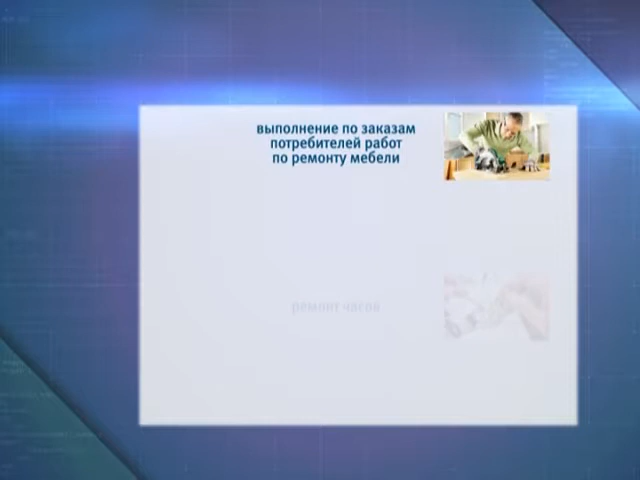 выполнение по заказам
потребителей работ
по ремонту мебели
ремонт часов